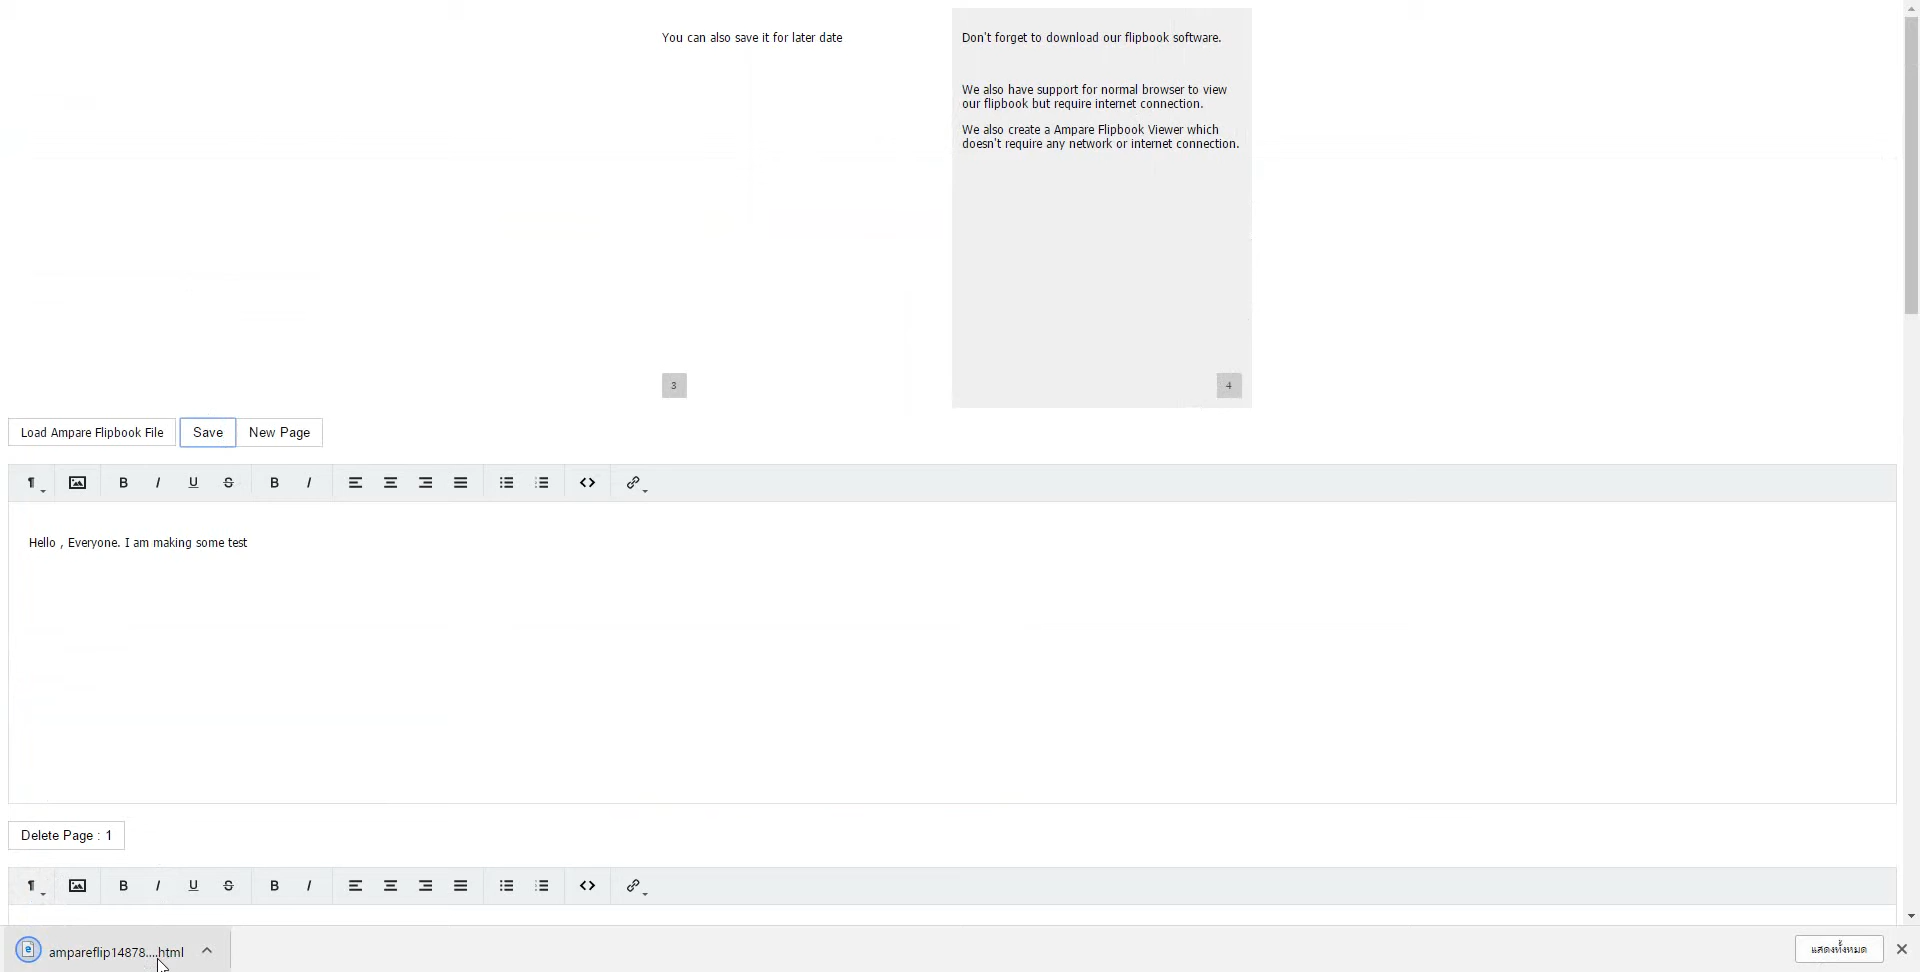 You can also save it for later date
Don't forget to download our flipbook software.
We also have support for normal browser to view
our flipbook but require internet connection.
We also create a Ampare Flipbook Viewer which
doesn't require any network or internet connection.
3
4
Load Ampare Flipbook File
Save
New Page
Hello , Everyone. I am making some test
Delete Page : 1
ampareflip14878....html
แสดงทั้งหมด